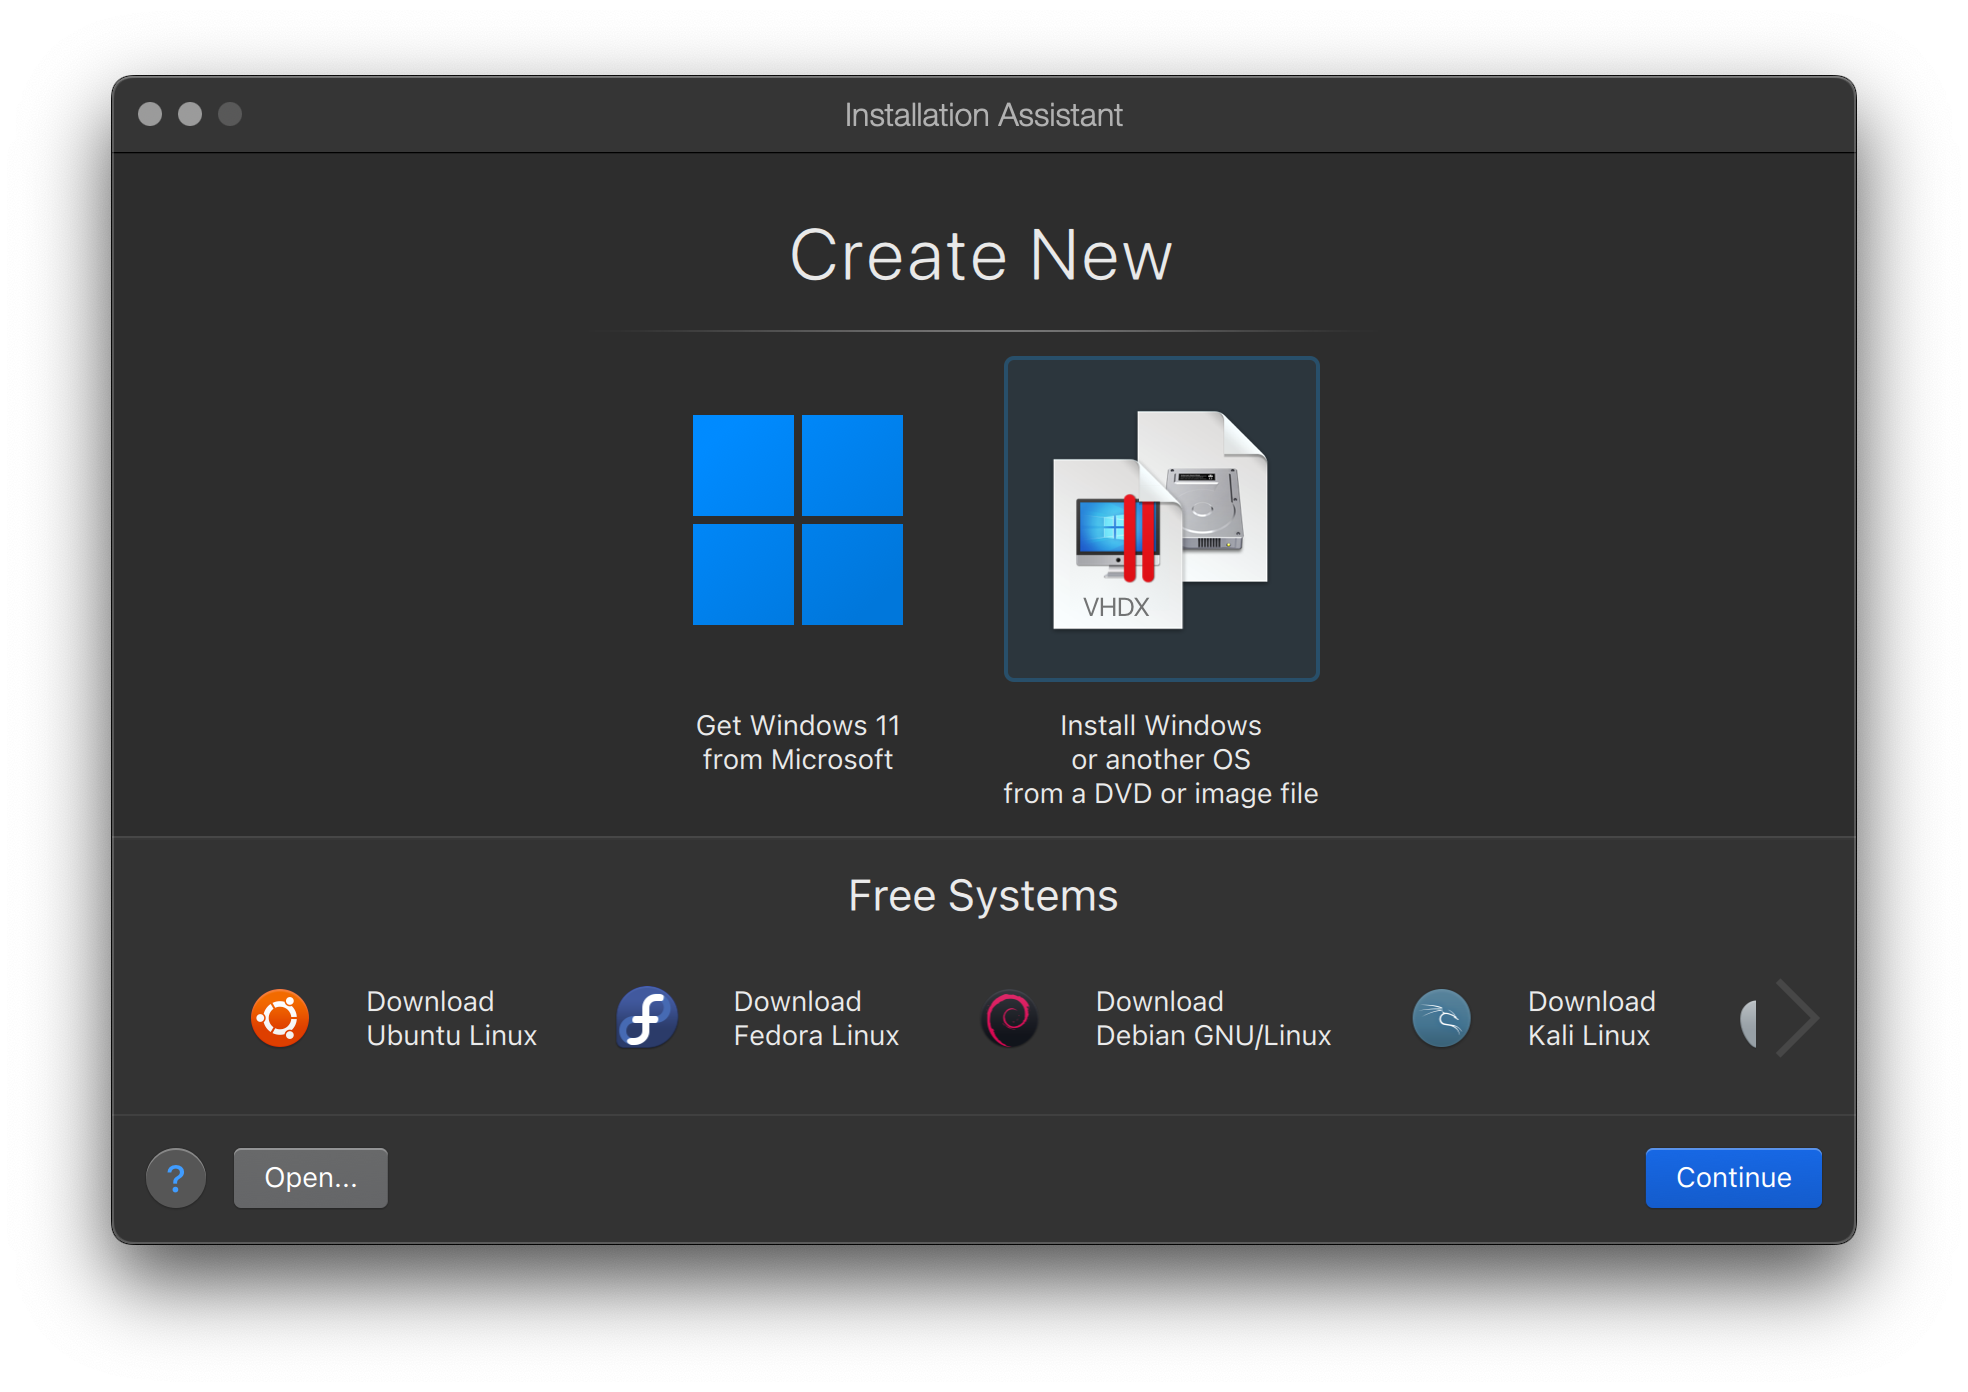 Installation Assistant
Create New
VHDX
Get Windows 11
from Microsoft
Install Windows
or another OS
from a DVD or image file
Free Systems
Download
Ubuntu Linux
Download
Fedora Linux
Download
Debian GNU/Linux
Download
Kali Linux
?
Open...
Continue